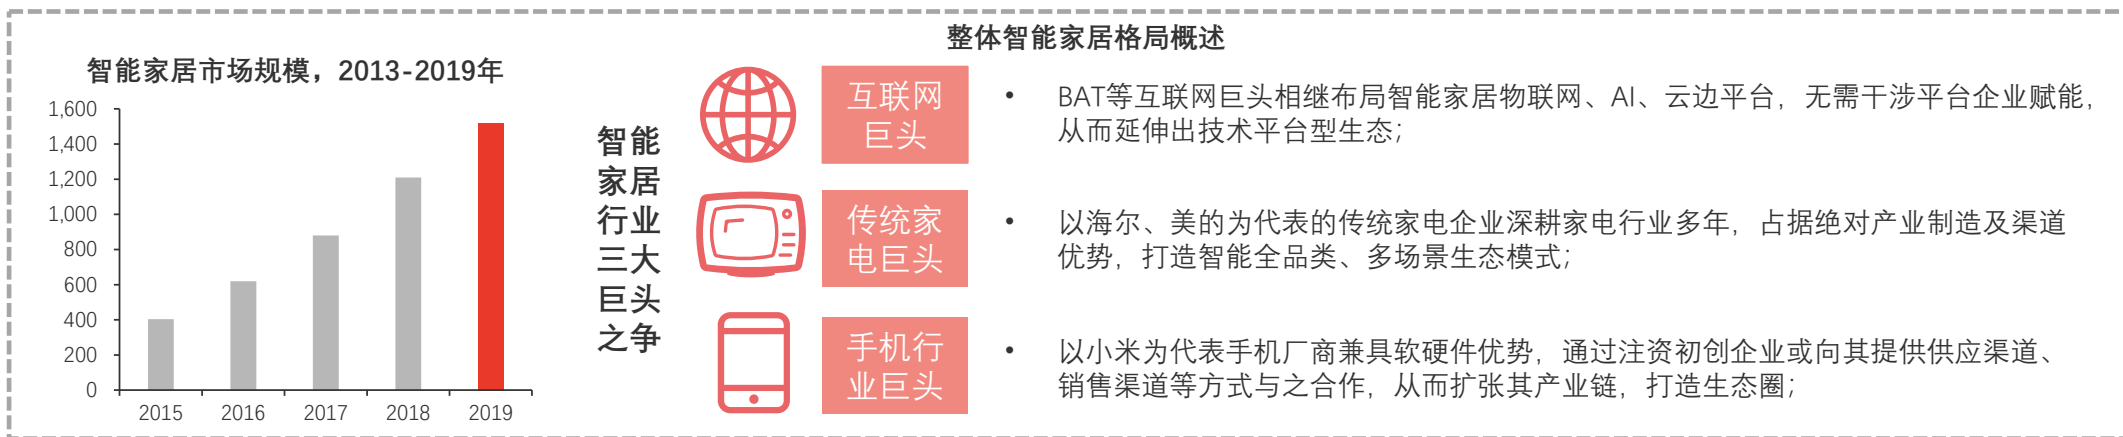 整体智能家居格局概述
智能家居市场规模，2013-2019年
1,600
1,400
1,200
1,000
800
600
400
200
0
2015 2016 2017 2018 2019
智能
家居
行业
三大
巨头
之争
互联网
巨头
• BAT等互联网巨头相继布局智能家居物联网、AI、云边平台，无需干涉平台企业赋能，
从而延伸出技术平台型生态；
传统家
电巨头
• 以海尔、美的为代表的传统家电企业深耕家电行业多年，占据绝对产业制造及渠道
优势，打造智能全品类、多场景生态模式；
手机行
业巨头
• 以小米为代表手机厂商兼具软硬件优势，通过注资初创企业或向其提供供应渠道、
销售渠道等方式与之合作，从而扩张其产业链，打造生态圈；